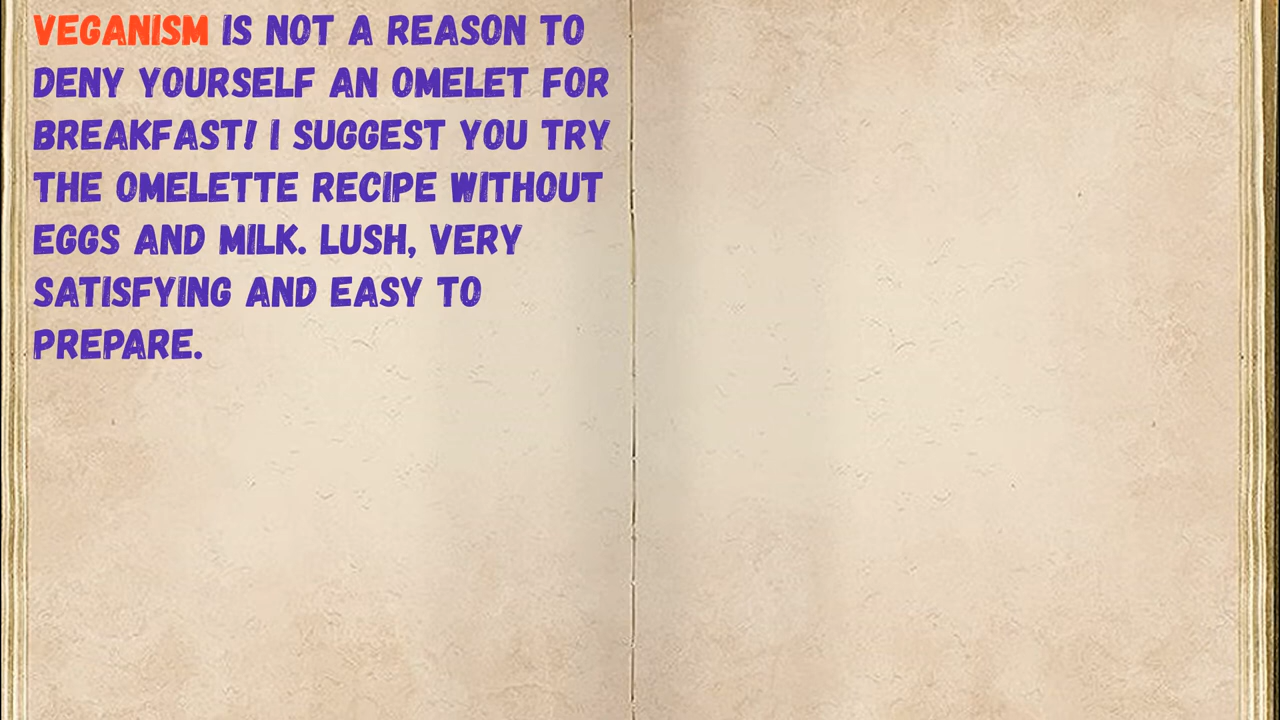 VEGANISM IS NOT A REASON TO
DENY YOURSELF AN OMELET FOR
BREAKFAST! I SUGGEST YOU TRY
THE OMELETTE RECIPE WITHOUT
EGGS AND MILK. LUSH, VERY
SATISFYING AND EASY TO
PREPARE.